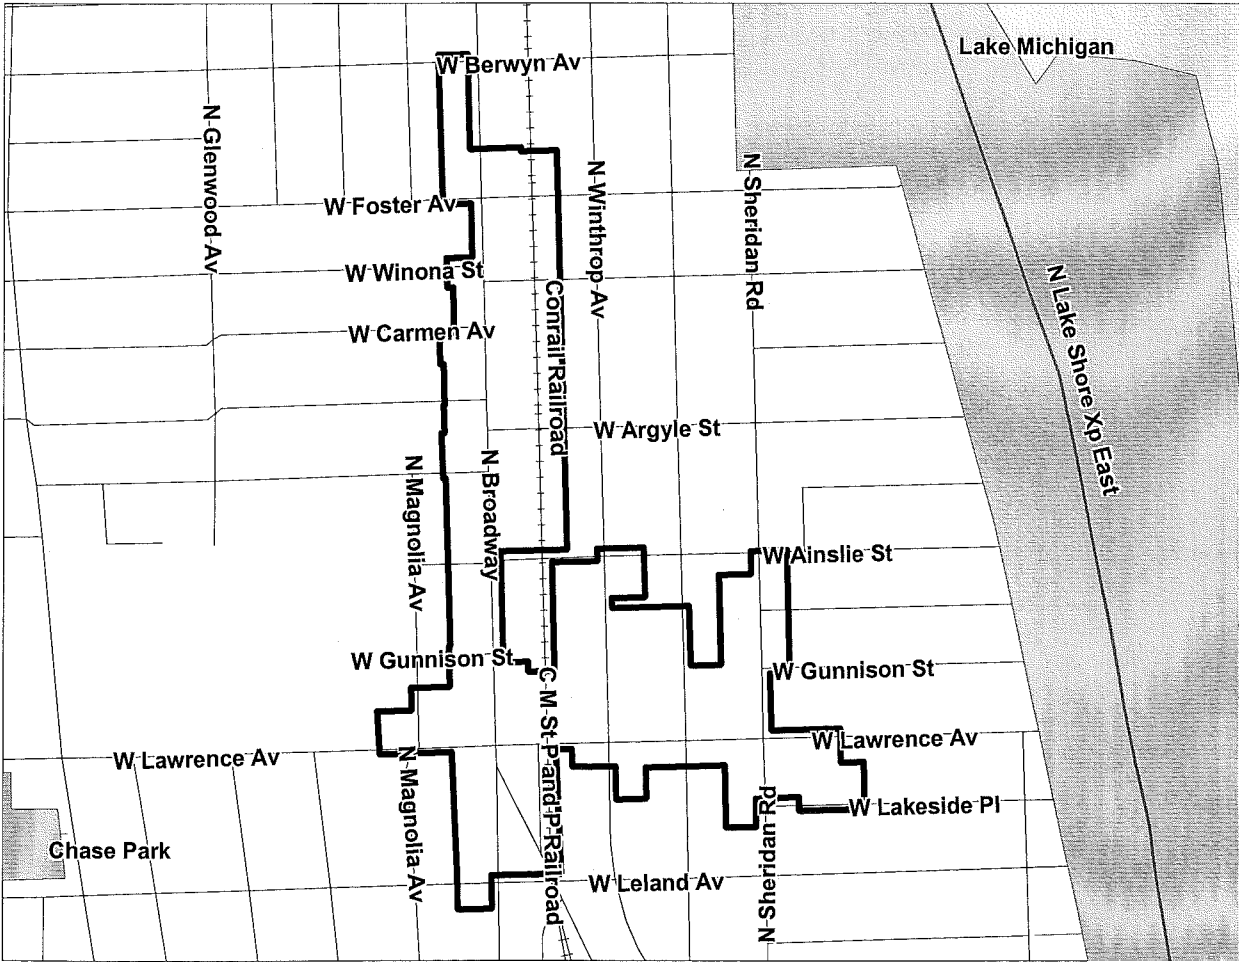 Lake Michigan
W Berwyn Av
N Glenwood Av
N Winthrop Av
N Sheridan Rd
W Foster Av
W Winona St
N Lake Shore Xp East
Conrail Railroad
W Carmen Av
W Argyle St
N Magnolia Av
N Broadway
W Ainslie St
W Gunnison St
W Gunnison St
C M St P and P Railroad
W Lawrence Av
W Lawrence Av
N Magnolia Av
N Sheridan Rd
W Lakeside Pl
Chase Park
W Leland Av